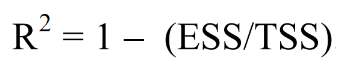 R² = 1 – (ESS/TSS)